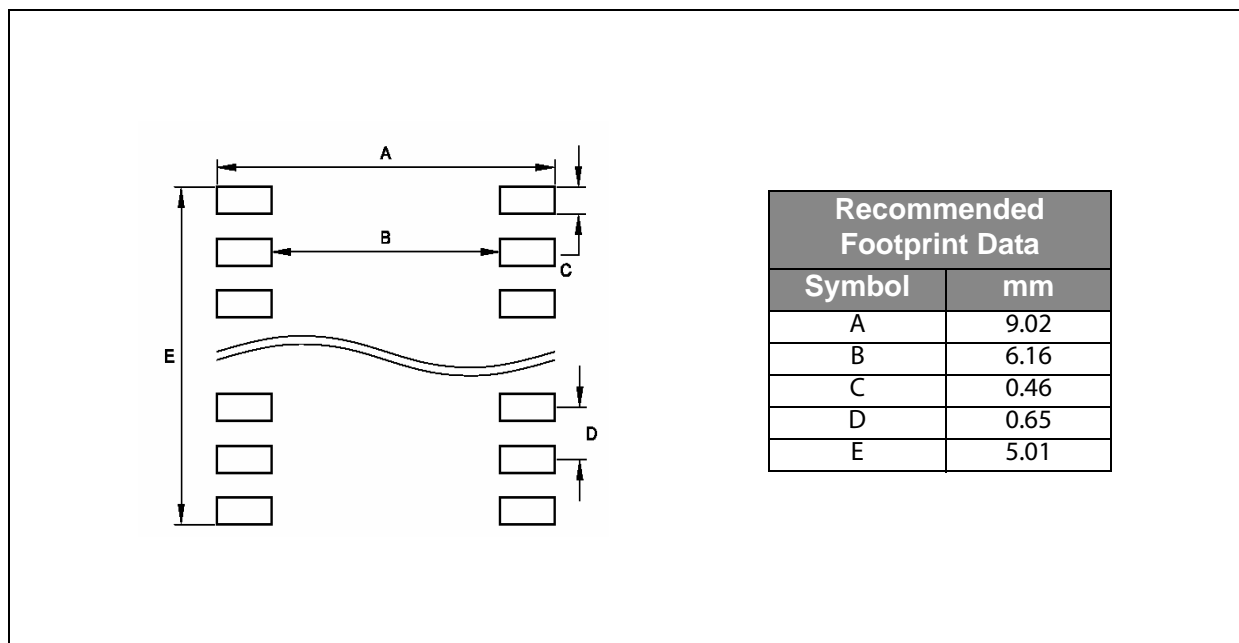 A
B
C
E
D
Recommended
Footprint Data
Symbol mm
A 9.02
B 6.16
C 0.46
D 0.65
E 5.01